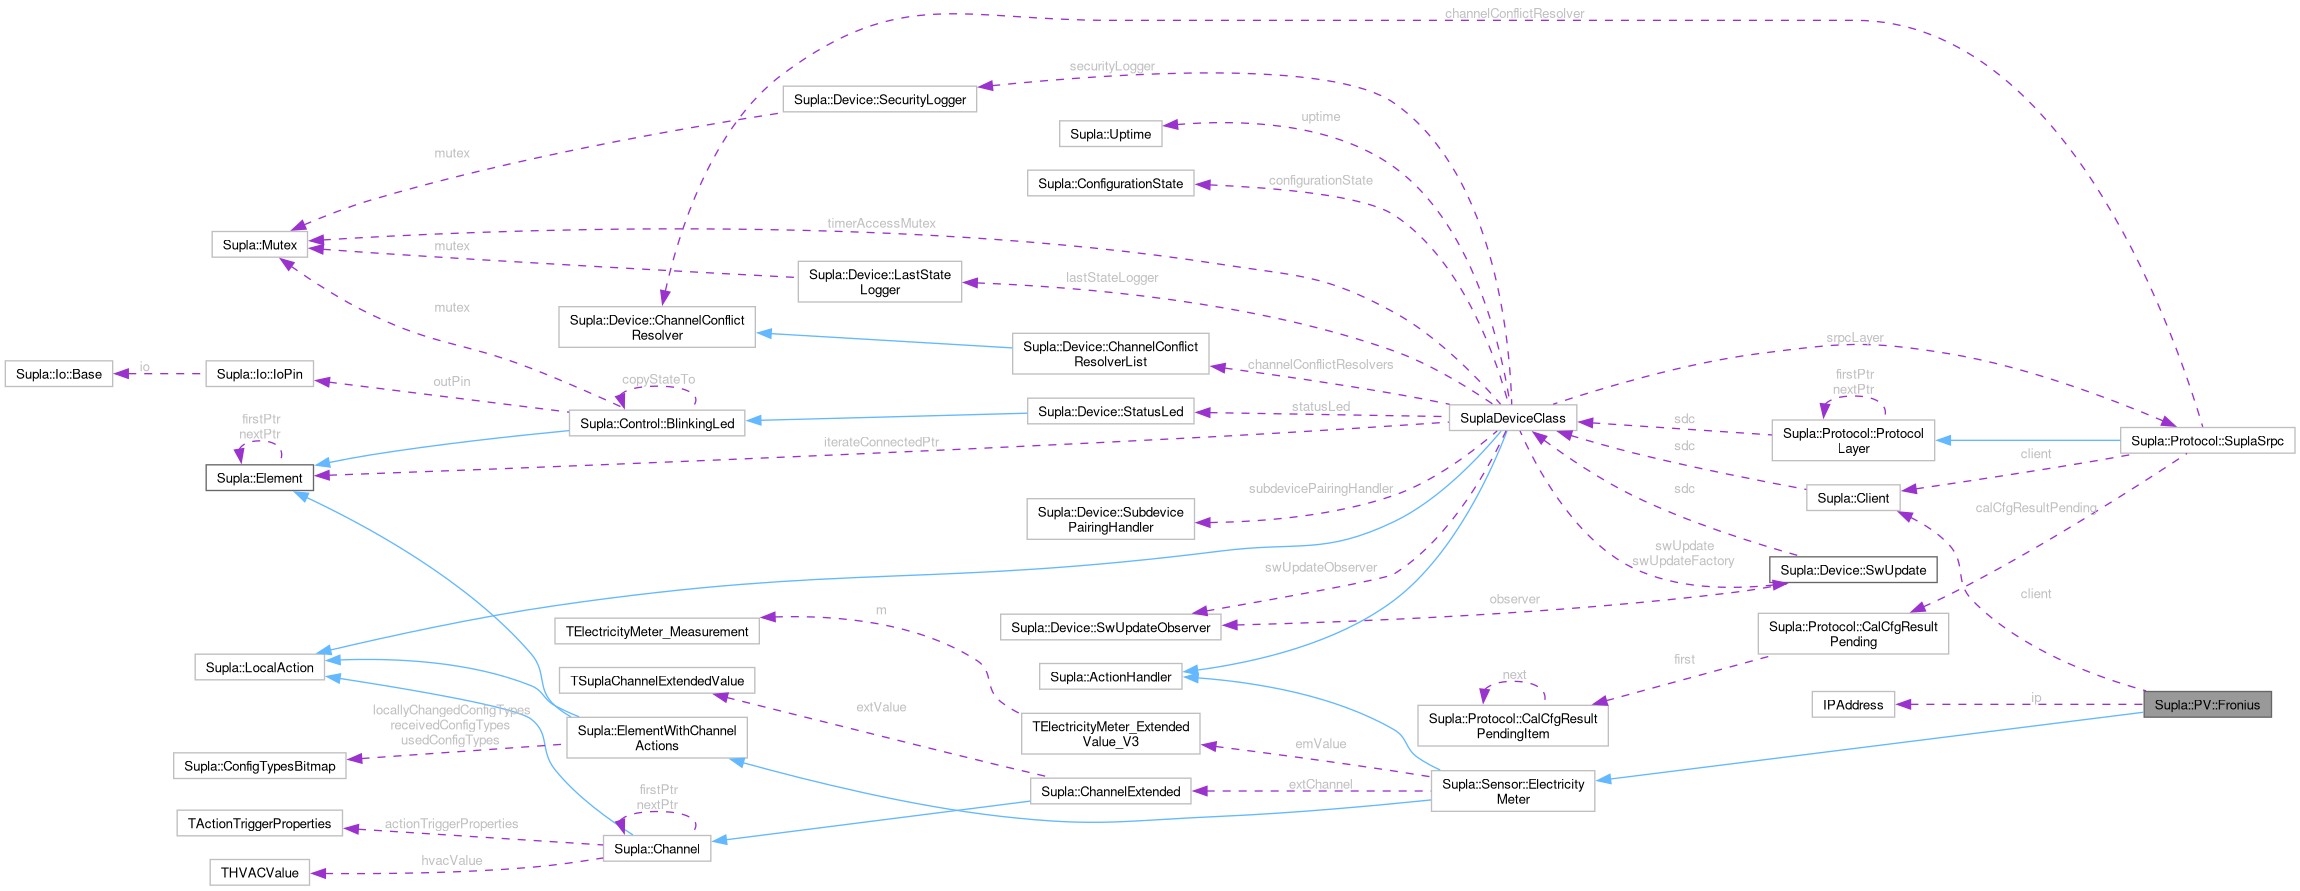 channelConflictResolver
securityLogger
Supla::Device::SecurityLogger
uptime
Supla::Uptime
mutex
Supla::ConfigurationState
configurationState
timerAccessMutex
Supla::Mutex
mutex
Supla::Device::LastState
Logger
lastStateLogger
mutex
Supla::Device::ChannelConflict
Resolver
srpcLayer
Supla::Device::ChannelConflict
ResolverList
channelConflictResolvers
Supla::Io::Base
io
Supla::Io::IoPin
outPin
copyStateTo
firstPtr
nextPtr
Supla::Control::BlinkingLed
Supla::Device::StatusLed
statusLed
SuplaDeviceClass
sdc
Supla::Protocol::Protocol
Layer
Supla::Protocol::SuplaSrpc
firstPtr
nextPtr
iterateConnectedPtr
sdc
client
Supla::Element
subdevicePairingHandler
sdc
Supla::Client
Supla::Device::Subdevice
PairingHandler
calCfgResultPending
swUpdate
swUpdateFactory
swUpdateObserver
Supla::Device::SwUpdate
client
observer
m
TElectricityMeter_Measurement
Supla::Device::SwUpdateObserver
Supla::Protocol::CalCfgResult
Pending
Supla::LocalAction
first
Supla::ActionHandler
TSuplaChannelExtendedValue
next
ip
IPAddress
Supla::PV::Fronius
locallyChangedConfigTypes
receivedConfigTypes
usedConfigTypes
extValue
Supla::Protocol::CalCfgResult
PendingItem
Supla::ElementWithChannel
Actions
TElectricityMeter_Extended
Value_V3
emValue
Supla::ConfigTypesBitmap
Supla::ChannelExtended
extChannel
Supla::Sensor::Electricity
Meter
firstPtr
nextPtr
TActionTriggerProperties
actionTriggerProperties
Supla::Channel
hvacValue
THVACValue